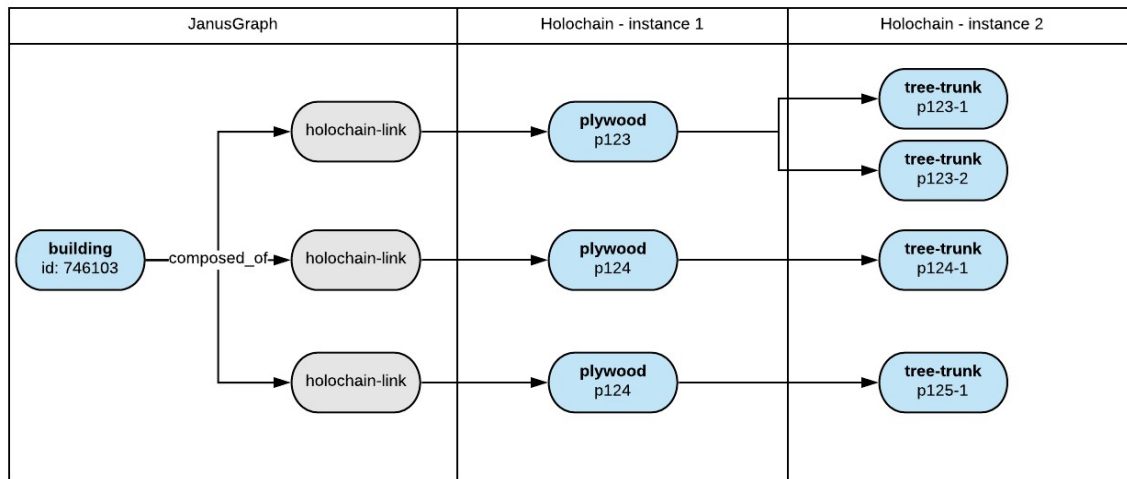 JanusGraph
Holochain - instance 1
Holochain - instance 2
building
id: 746103
composed_of
holochain-link
plywood
p123
tree-trunk
p123-1
tree-trunk
p123-2
holochain-link
plywood
p124
tree-trunk
p124-1
holochain-link
plywood
p124
tree-trunk
p125-1